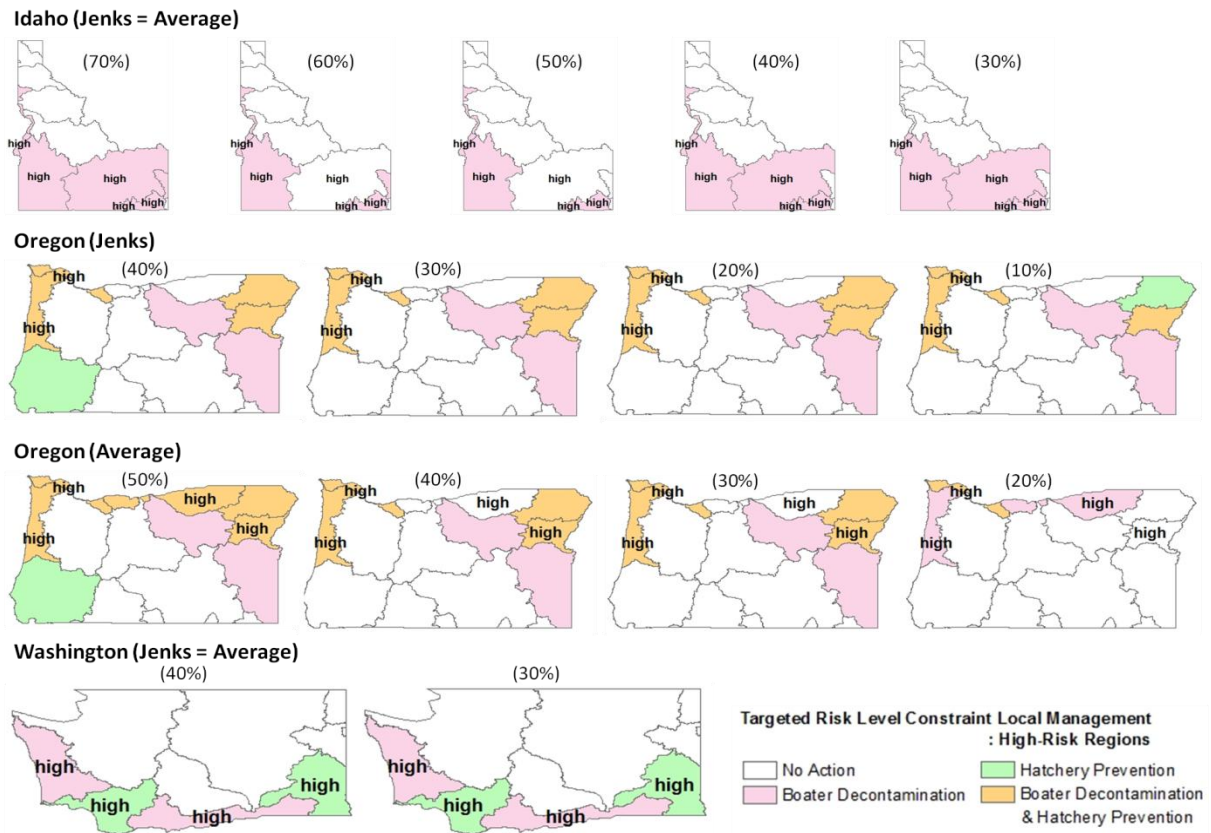 Idaho (Jenks = Average)
(70%) (60%) (50%) (40%) (30%)
high high high high high
high high high high high high high high high high
high high high high high high high high high high
Oregon (Jenks)
(40%) (30%) (20%) (10%)
high high high high
high high high high
Oregon (Average)
(50%) (40%) (30%) (20%)
high high high high high high high high
high high high high high high high high
Washington (Jenks = Average)
(40%) (30%)
high high high high
high high high high
Targeted Risk Level Constraint Local Management
: High-Risk Regions
No Action Hatchery Prevention
Boater Decontamination Boater Decontamination
& Hatchery Prevention